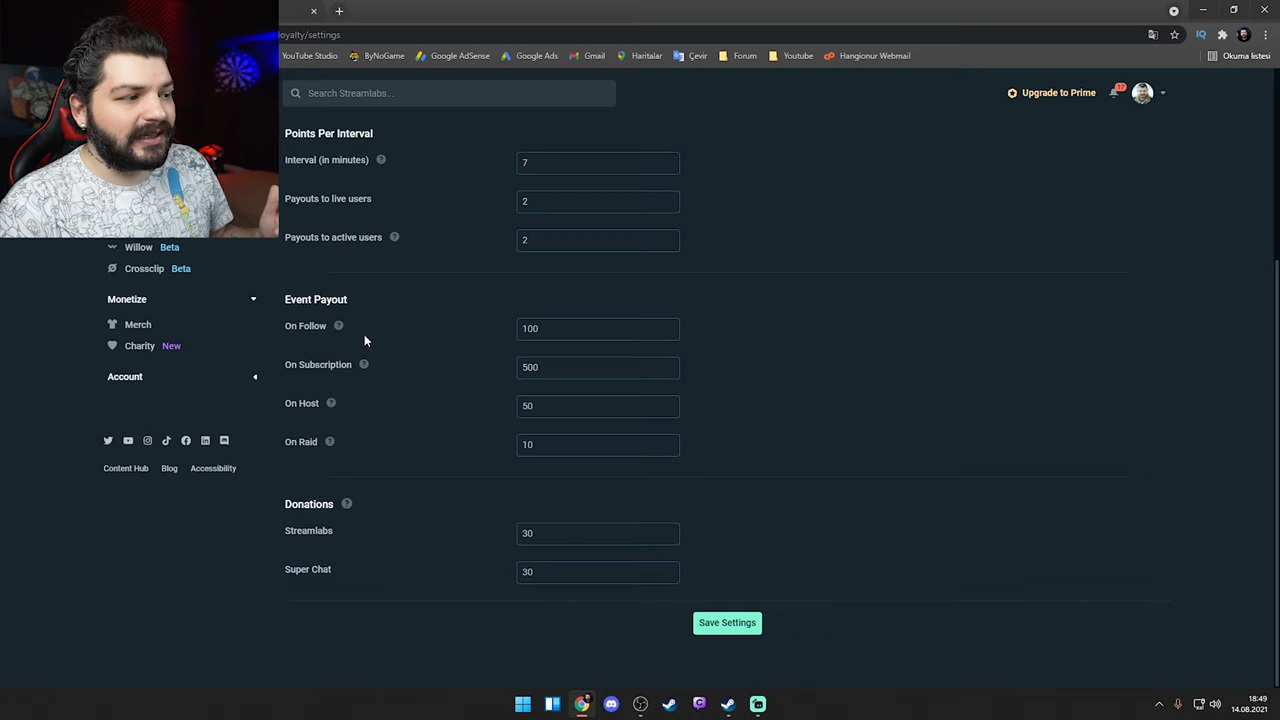 oyalty/settings
YouTube Studio
ByNoGame
Google AdSense
Google Ads
Gmail
Haritalar
Çevir
Forum
Youtube
Hangionur Webmail
Okuma listesi
Search Streamlabs...
Upgrade to Prime
17
Points Per Interval
Interval (in minutes)
7
Payouts to live users
2
Payouts to active users
2
Willow Beta
Crossclip Beta
Monetize
Merch
Charity New
Account
Content Hub Blog Accessibility
Event Payout
On Follow
100
On Subscription
500
On Host
50
On Raid
10
Donations
Streamlabs
30
Super Chat
30
Save Settings
18:49
14.08.2021